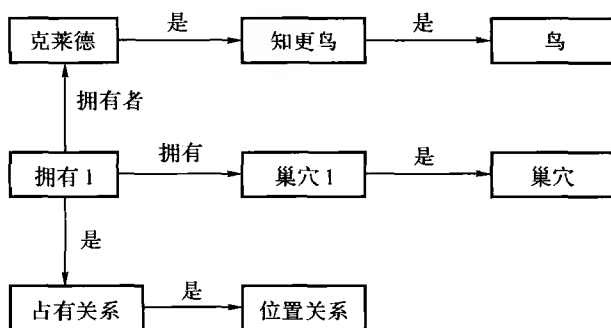 克莱德 是 知更鸟 是 鸟
拥有者
拥有1 拥有 巢穴1 是 巢穴
是
占有关系 是 位置关系